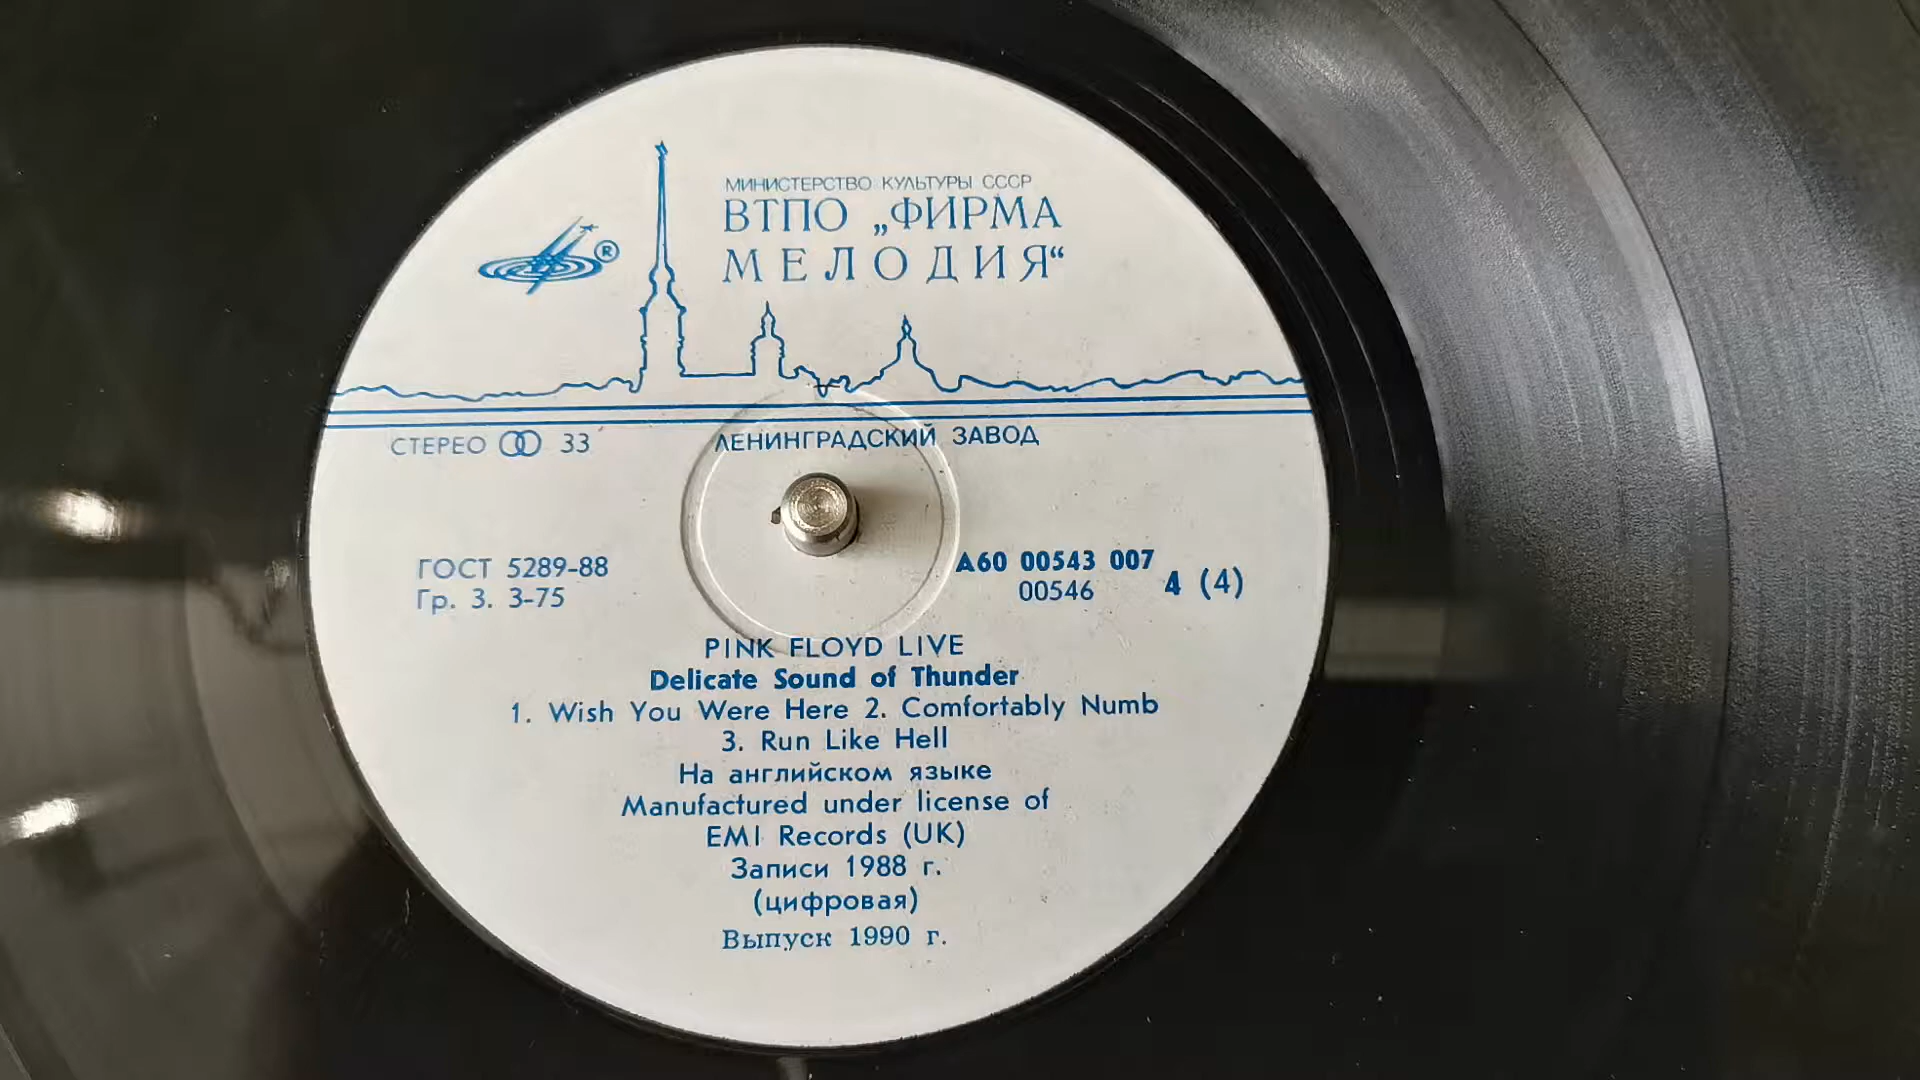 МИНИСТЕРСТВО КУЛЬТУРЫ СССР
ВТПО „ФИРМА
МЕЛОДИЯ“
®
СТЕРЕО 33
ЛЕНИНГРАДСКИЙ ЗАВОД
ГОСТ 5289-88
Гр. 3. 3-75
А60 00543 007
00546
4 (4)
PINK FLOYD LIVE
Delicate Sound of Thunder
1. Wish You Were Here 2. Comfortably Numb
3. Run Like Hell
На английском языке
Manufactured under license of
EMI Records (UK)
Записи 1988 г.
(цифровая)
Выпуск 1990 г.